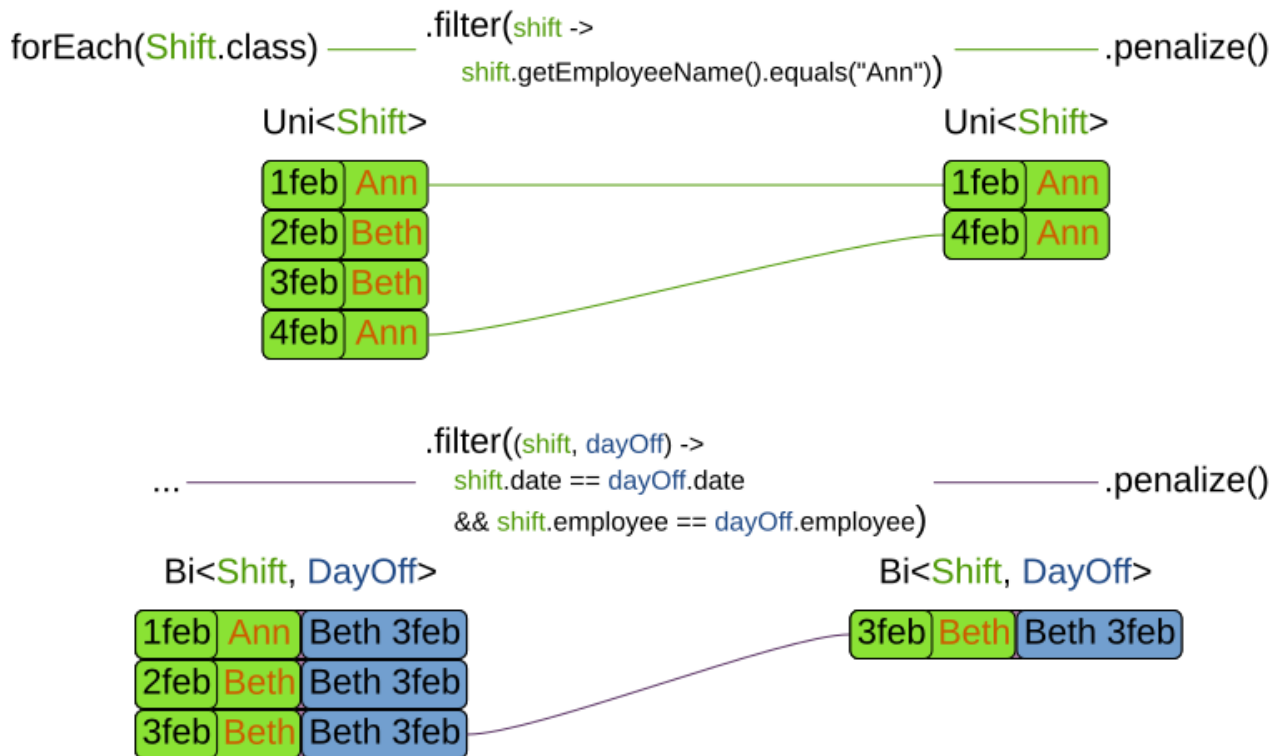 .filter(shift ->
forEach(Shift.class) .penalize()
shift.getEmployeeName().equals("Ann"))
Uni<Shift> Uni<Shift>
1feb Ann 1feb Ann
2feb Beth 4feb Ann
3feb Beth
4feb Ann
.filter((shift, dayOff) ->
... shift.date == dayOff.date .penalize()
&& shift.employee == dayOff.employee)
Bi<Shift, DayOff> Bi<Shift, DayOff>
1feb Ann Beth 3feb 3feb Beth Beth 3feb
2feb Beth Beth 3feb
3feb Beth Beth 3feb